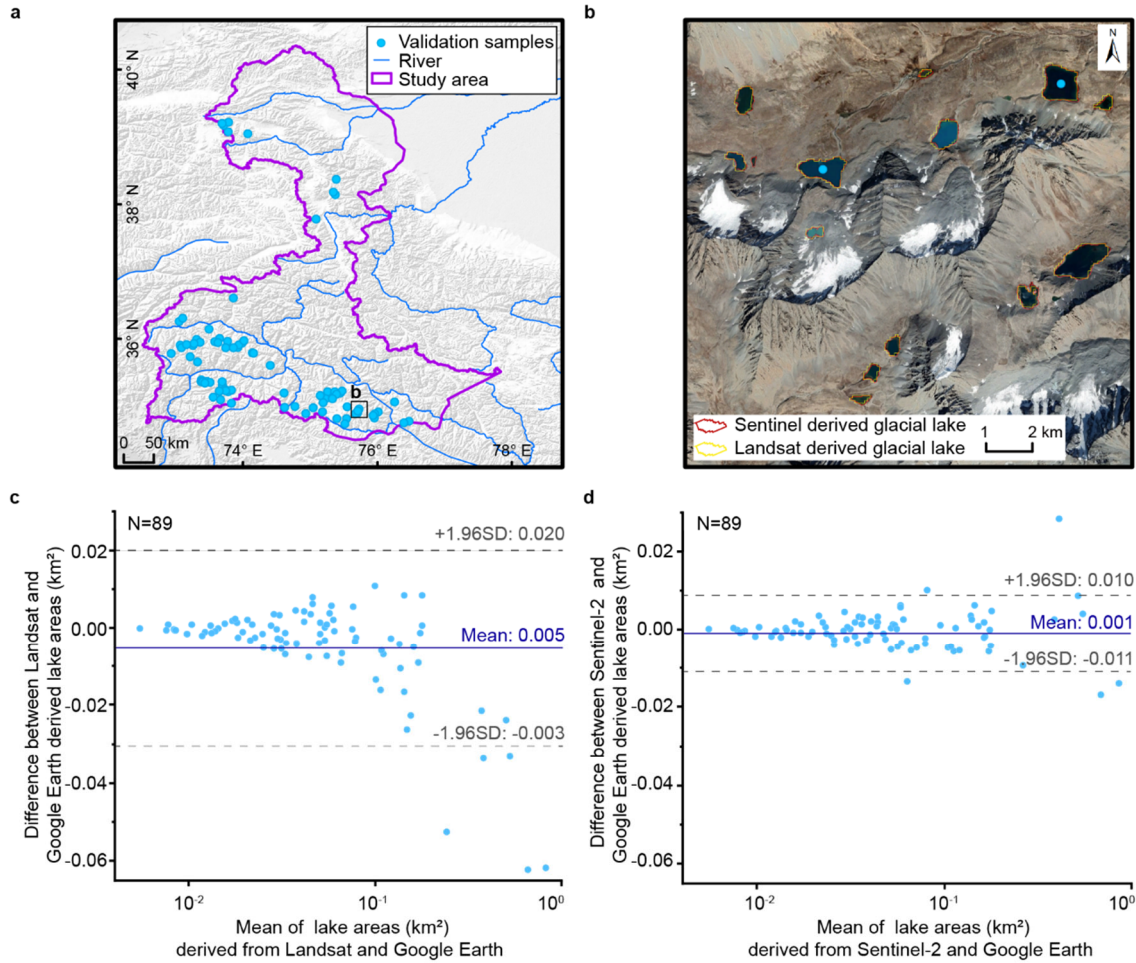 a
Validation samples
River
Study area
40° N
38° N
36° N
b
0 50 km
74° E
76° E
78° E
b
N
Sentinel derived glacial lake
Landsat derived glacial lake
1 2 km
c
N=89
+1.96SD: 0.020
Mean: 0.005
-1.96SD: -0.003
0.02
0.00
-0.02
-0.04
-0.06
Difference between Landsat and
Google Earth derived lake areas (km²)
10⁻² 10⁻¹ 10⁰
Mean of lake areas (km²)
derived from Landsat and Google Earth
d
N=89
+1.96SD: 0.010
Mean: 0.001
-1.96SD: -0.011
0.02
0.00
-0.02
-0.04
-0.06
Difference between Sentinel-2 and
Google Earth derived lake areas (km²)
10⁻² 10⁻¹ 10⁰
Mean of lake areas (km²)
derived from Sentinel-2 and Google Earth